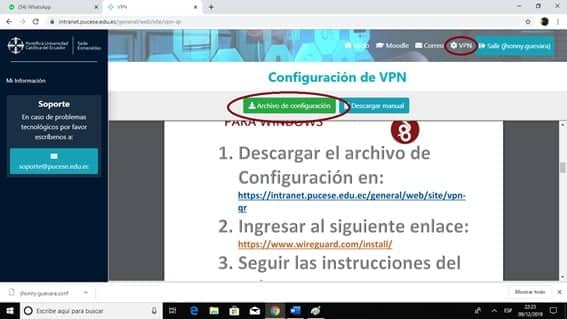 (34) WhatsApp
VPN
intranet.pucese.edu.ec/general/web/site/vpn-qr
Pontificia Universidad
Católica del Ecuador
Sede
Esmeraldas
Inicio
Moodle
Correo
VPN
Salir (jhonny.guevara)
Mi Información
Configuración de VPN
Soporte
En caso de problemas
tecnológicos por favor
escríbenos a:
soporte@pucese.edu.ec
Archivo de configuración
Descargar manual
PARA WINDOWS
1. Descargar el archivo de
Configuración en:
https://intranet.pucese.edu.ec/general/web/site/vpn-
qr
2. Ingresar al siguiente enlace:
https://www.wireguard.com/install/
3. Seguir las instrucciones del
jhonny.guevara.conf
Mostrar todo
Escribe aquí para buscar
ESP
22:23
09/12/2019